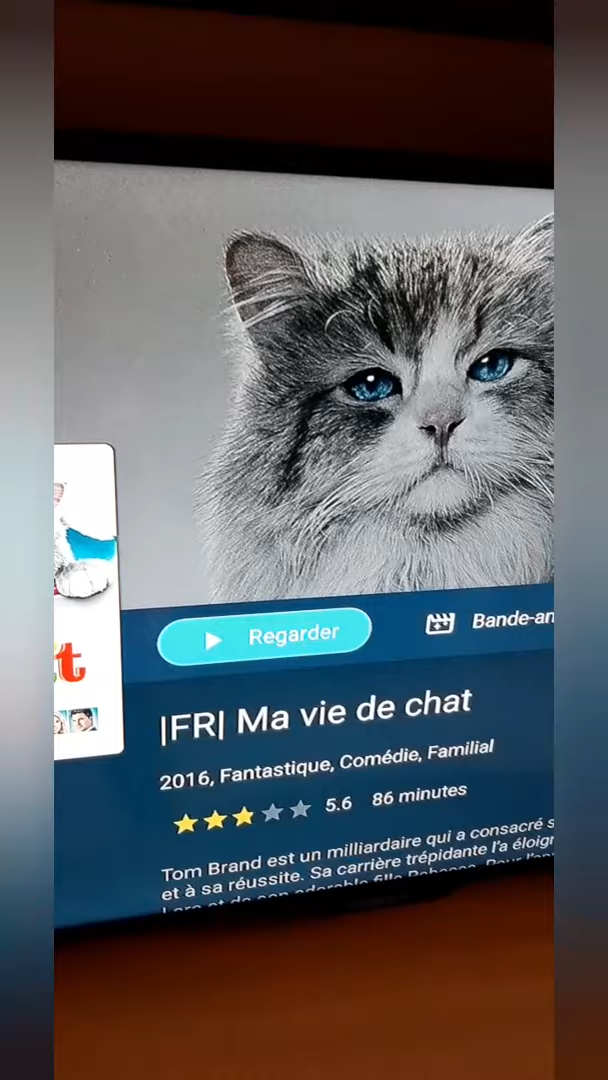 Regarder
Bande-an
t
|FR| Ma vie de chat
2016, Fantastique, Comédie, Familial
5.6 86 minutes
Tom Brand est un milliardaire qui a consacré s
et à sa réussite. Sa carrière trépidante l'a éloign